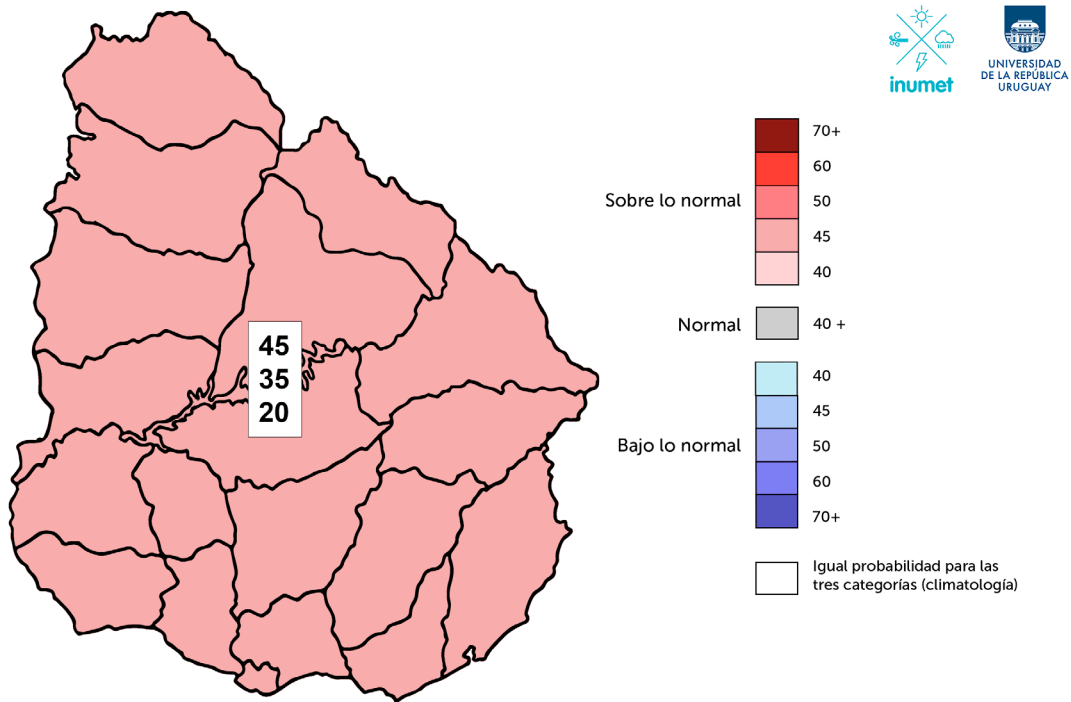 inumet
UNIVERSIDAD
DE LA REPÚBLICA
URUGUAY
Sobre lo normal
70+
60
50
45
40
Normal
40 +
Bajo lo normal
40
45
50
60
70+
Igual probabilidad para las
tres categorías (climatología)
45
35
20